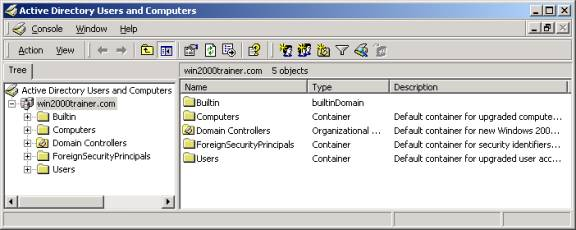 Active Directory Users and Computers
Console Window Help
Action View
Tree
win2000trainer.com 5 objects
Active Directory Users and Computers
win2000trainer.com
Builtin
Computers
Domain Controllers
ForeignSecurityPrincipals
Users
Name Type Description
Builtin builtinDomain
Computers Container Default container for upgraded compute...
Domain Controllers Organizational ... Default container for new Windows 200...
ForeignSecurityPrincipals Container Default container for security identifiers...
Users Container Default container for upgraded user acc...